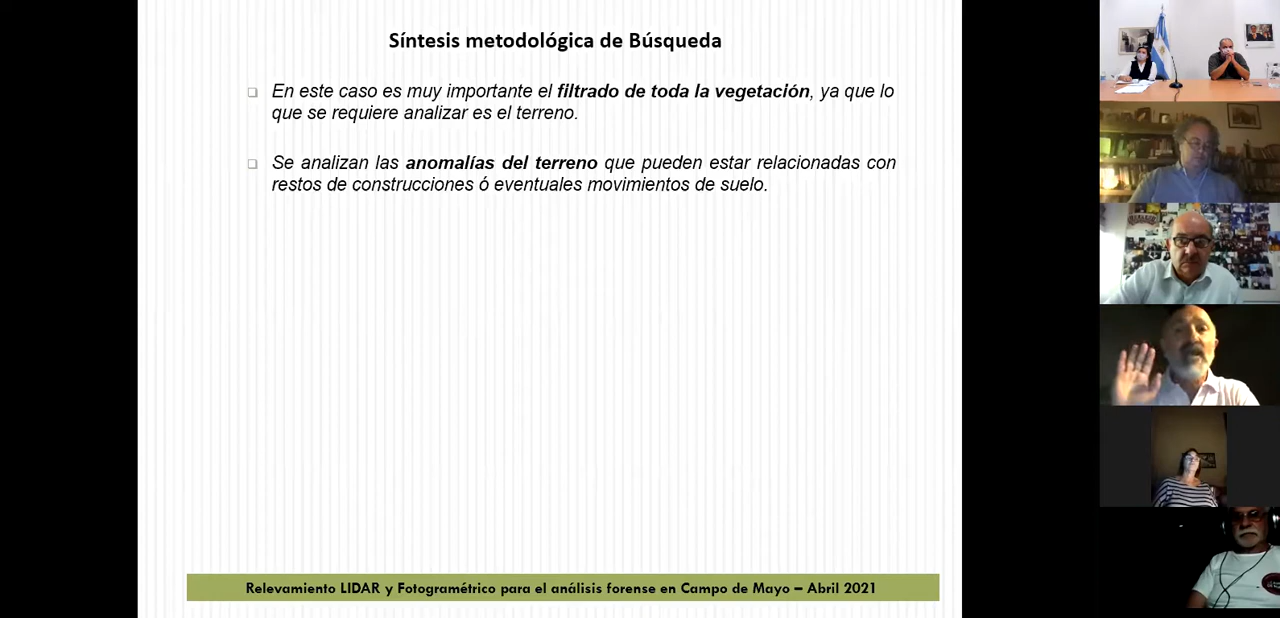 Síntesis metodológica de Búsqueda
En este caso es muy importante el filtrado de toda la vegetación, ya que lo
que se requiere analizar es el terreno.
Se analizan las anomalías del terreno que pueden estar relacionadas con
restos de construcciones ó eventuales movimientos de suelo.
Relevamiento LIDAR y Fotogramétrico para el análisis forense en Campo de Mayo – Abril 2021